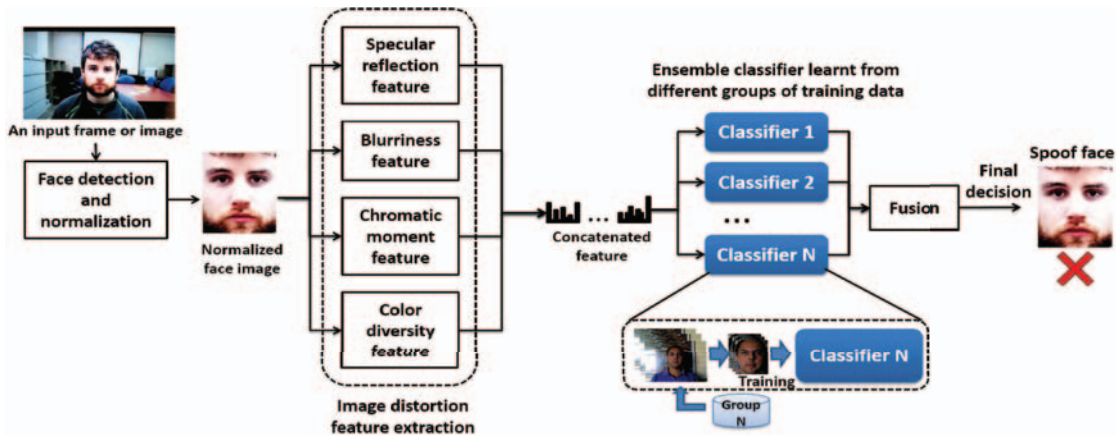 An input frame or image
Face detection
and
normalization
Normalized
face image
Specular
reflection
feature
Blurriness
feature
Chromatic
moment
feature
Color
diversity
feature
Image distortion
feature extraction
...
Concatenated
feature
Ensemble classifier learnt from
different groups of training data
Classifier 1
Classifier 2
...
Classifier N
Training
Classifier N
Group
N
Fusion
Final
decision
Spoof face